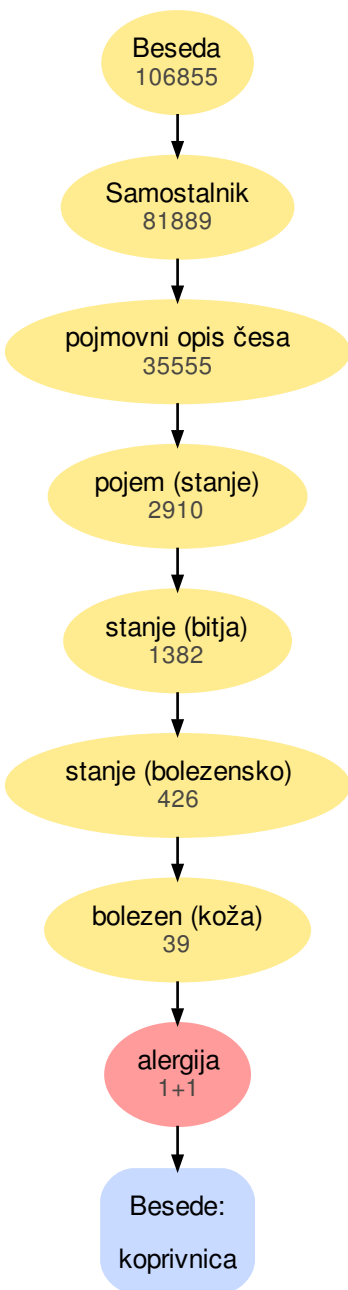 Beseda
106855
Samostalnik
81889
pojmovni opis česa
35555
pojem (stanje)
2910
stanje (bitja)
1382
stanje (bolezensko)
426
bolezen (koža)
39
alergija
1+1
Besede:
koprivnica